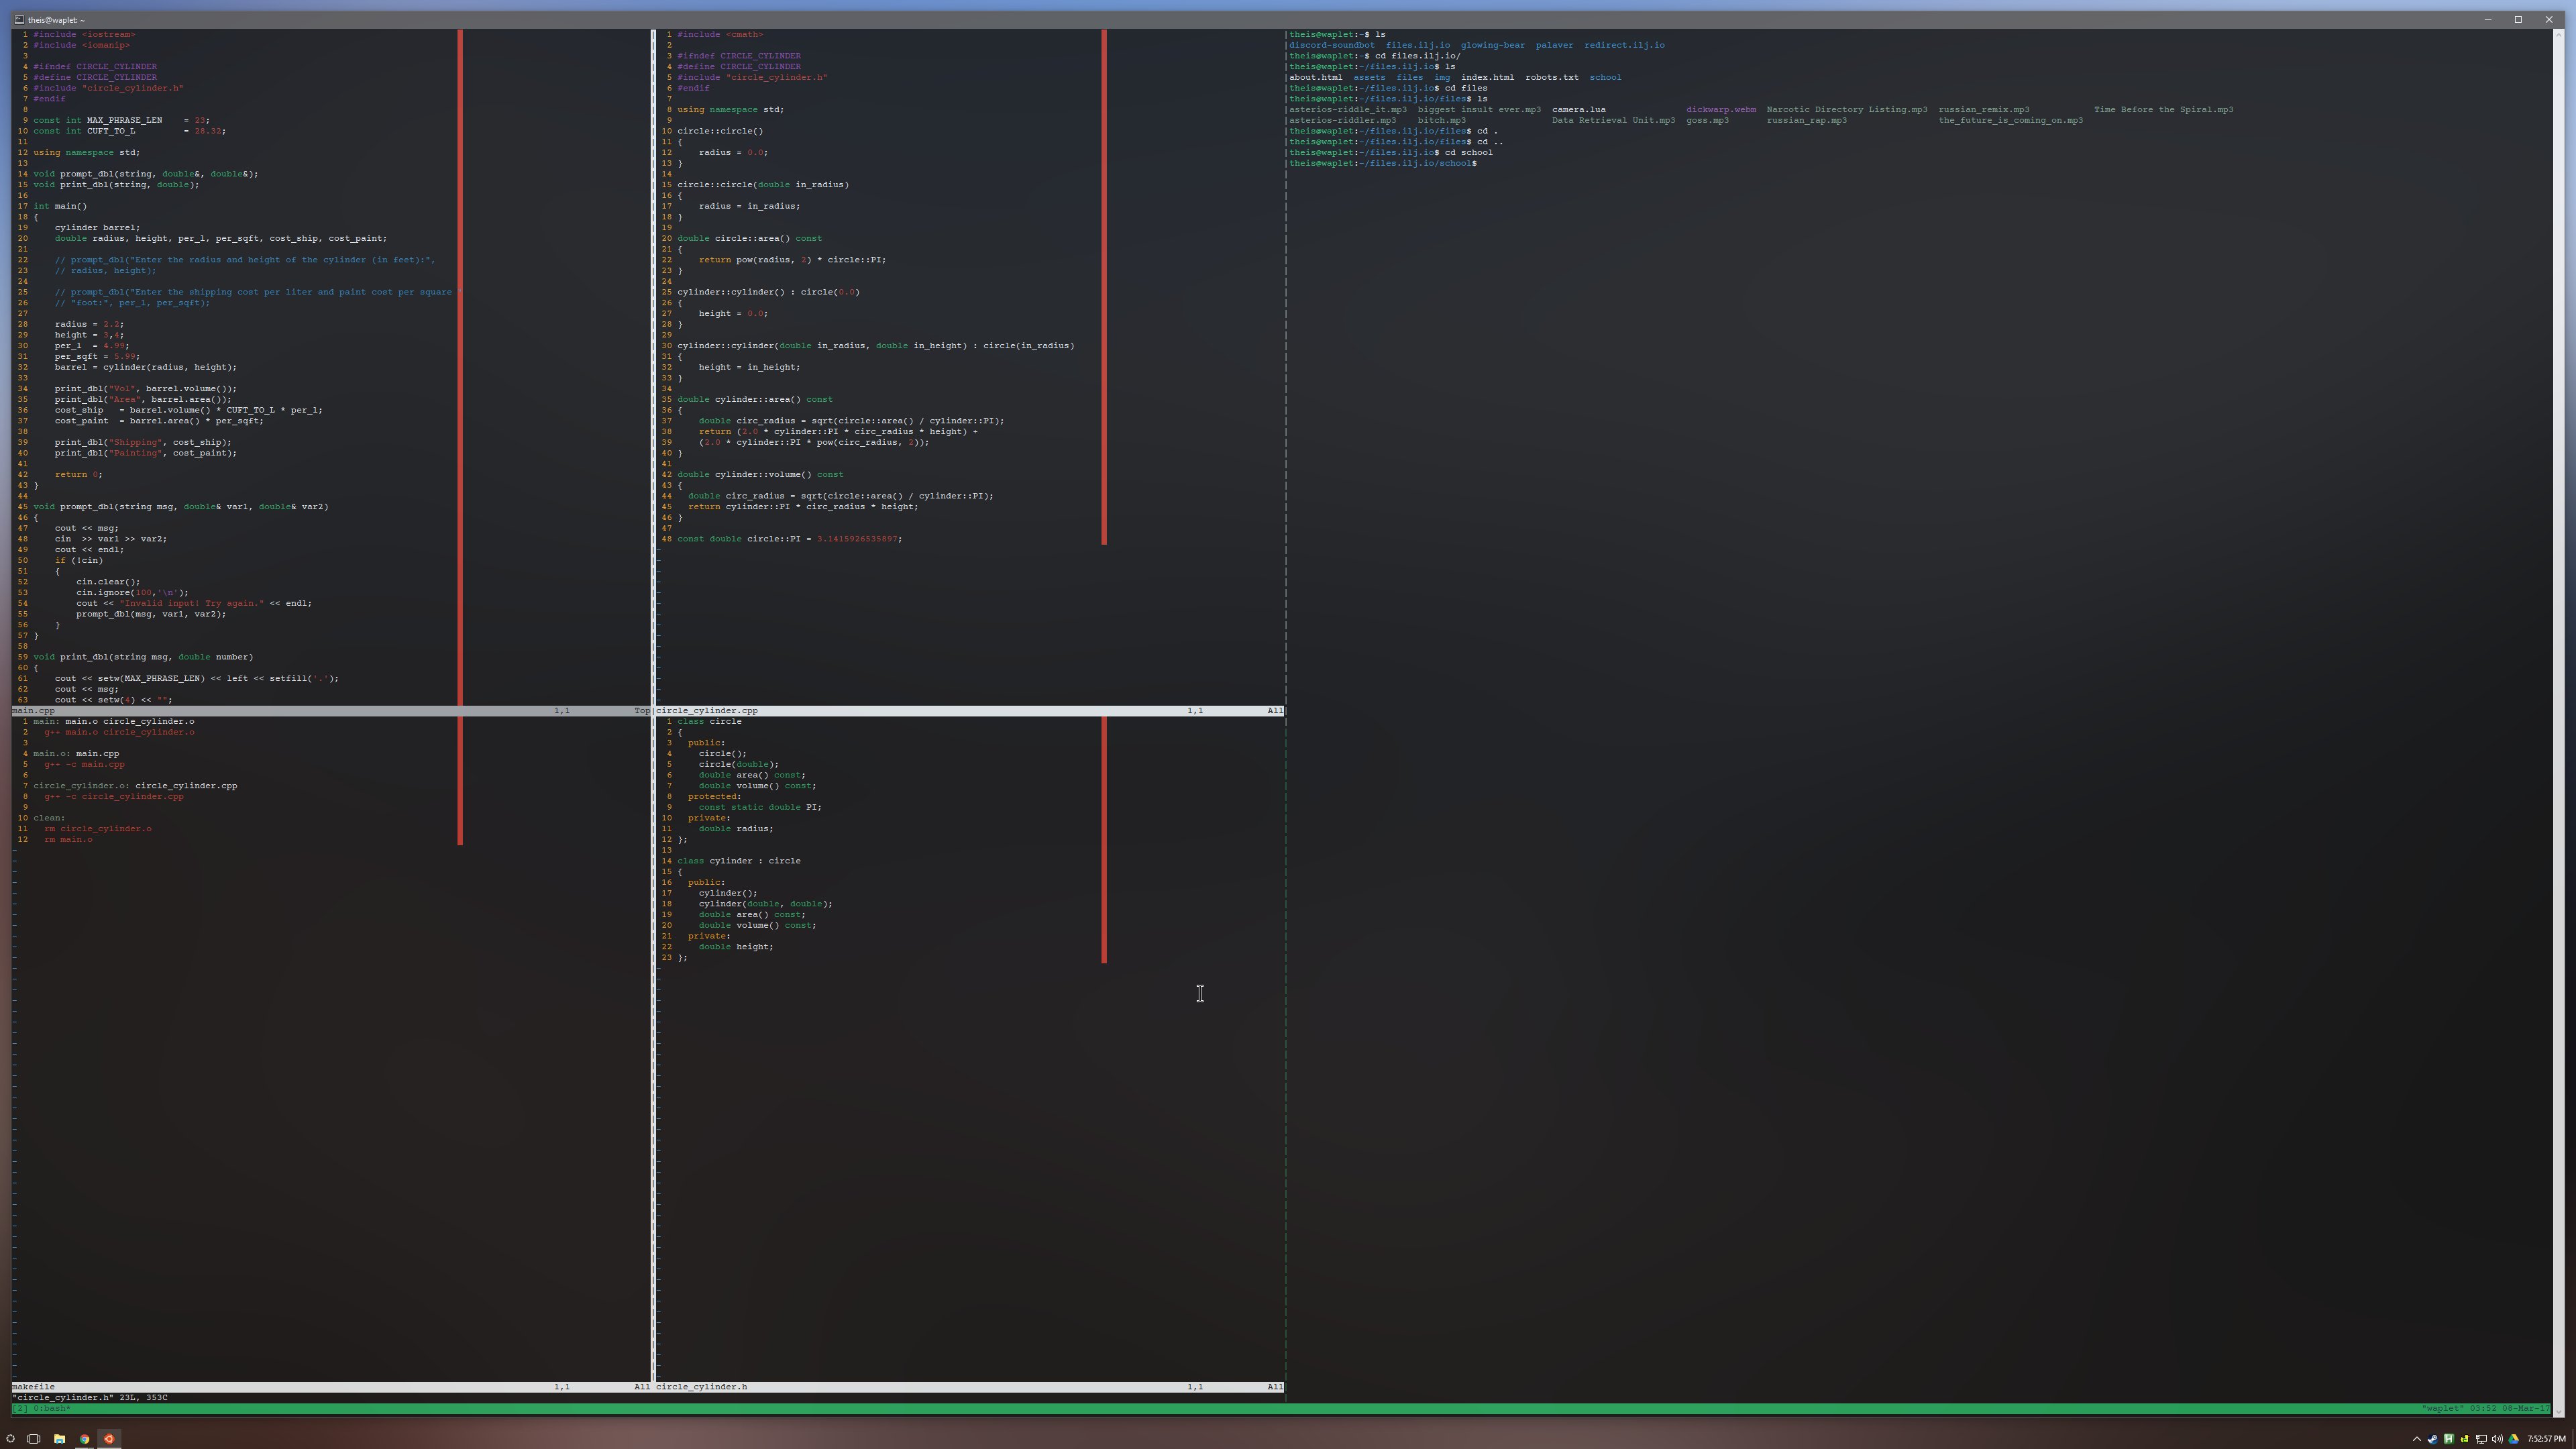 theis@waplet: ~
1 #include <iostream>
2 #include <iomanip>
3
4 #ifndef CIRCLE_CYLINDER
5 #define CIRCLE_CYLINDER
6 #include "circle_cylinder.h"
7 #endif
8
9 const int MAX_PHRASE_LEN    = 25;
10 const int CUFT_TO_L         = 28.32;
11
12 using namespace std;
13
14 void prompt_dbl(string, double&, double&);
15 void print_dbl(string, double);
16
17 int main()
18 {
19     cylinder barrel;
20     double radius, height, per_l, per_sqft, cost_ship, cost_paint;
21
22     // prompt_dbl("Enter the radius and height of the cylinder (in feet):",
23     // radius, height);
24
25     // prompt_dbl("Enter the shipping cost per liter and paint cost per square
26     // "foot:", per_l, per_sqft);
27
28     radius = 2.2;
29     height = 3,4;
30     per_l  = 4.99;
31     per_sqft = 5.99;
32     barrel = cylinder(radius, height);
33
34     print_dbl("Vol", barrel.volume());
35     print_dbl("Area", barrel.area());
36     cost_ship   = barrel.volume() * CUFT_TO_L * per_l;
37     cost_paint  = barrel.area() * per_sqft;
38
39     print_dbl("Shipping", cost_ship);
40     print_dbl("Painting", cost_paint);
41
42     return 0;
43 }
44
45 void prompt_dbl(string msg, double& var1, double& var2)
46 {
47     cout << msg;
48     cin  >> var1 >> var2;
49     cout << endl;
50     if (!cin)
51     {
52         cin.clear();
53         cin.ignore(100,'\n');
54         cout << "Invalid input! Try again." << endl;
55         prompt_dbl(msg, var1, var2);
56     }
57 }
58
59 void print_dbl(string msg, double number)
60 {
61     cout << setw(MAX_PHRASE_LEN) << left << setfill('.');
62     cout << msg;
63     cout << setw(4) << "";
main.cpp 1,1 Top
1 #include <cmath>
2
3 #ifndef CIRCLE_CYLINDER
4 #define CIRCLE_CYLINDER
5 #include "circle_cylinder.h"
6 #endif
7
8 using namespace std;
9
10 circle::circle()
11 {
12     radius = 0.0;
13 }
14
15 circle::circle(double in_radius)
16 {
17     radius = in_radius;
18 }
19
20 double circle::area() const
21 {
22     return pow(radius, 2) * circle::PI;
23 }
24
25 cylinder::cylinder() : circle(0.0)
26 {
27     height = 0.0;
28 }
29
30 cylinder::cylinder(double in_radius, double in_height) : circle(in_radius)
31 {
32     height = in_height;
33 }
34
35 double cylinder::area() const
36 {
37     double circ_radius = sqrt(circle::area() / cylinder::PI);
38     return (2.0 * cylinder::PI * circ_radius * height) +
39     (2.0 * cylinder::PI * pow(circ_radius, 2));
40 }
41
42 double cylinder::volume() const
43 {
44   double circ_radius = sqrt(circle::area() / cylinder::PI);
45   return cylinder::PI * circ_radius * height;
46 }
47
48 const double circle::PI = 3.1415926535897;
circle_cylinder.cpp 1,1 All
1 main: main.o circle_cylinder.o
2   g++ main.o circle_cylinder.o
3
4 main.o: main.cpp
5   g++ -c main.cpp
6
7 circle_cylinder.o: circle_cylinder.cpp
8   g++ -c circle_cylinder.cpp
9
10 clean:
11   rm circle_cylinder.o
12   rm main.o
makefile 1,1 All
1 class circle
2 {
3   public:
4     circle();
5     circle(double);
6     double area() const;
7     double volume() const;
8   protected:
9     const static double PI;
10   private:
11     double radius;
12 };
13
14 class cylinder : circle
15 {
16   public:
17     cylinder();
18     cylinder(double, double);
19     double area() const;
20     double volume() const;
21   private:
22     double height;
23 };
circle_cylinder.h 1,1 All
"circle_cylinder.h" 23L, 353C
theis@waplet:~$ ls
discord-soundbot  files.ilj.io  glowing-bear  palaver  redirect.ilj.io
theis@waplet:~$ cd files.ilj.io/
theis@waplet:~/files.ilj.io$ ls
about.html  assets  files  img  index.html  robots.txt  school
theis@waplet:~/files.ilj.io$ cd files
theis@waplet:~/files.ilj.io/files$ ls
asterios-riddle_it.mp3  biggest insult ever.mp3  camera.lua  dickwarp.webm  Narcotic Directory Listing.mp3  russian_remix.mp3  Time Before the Spiral.mp3
asterios-riddler.mp3  bitch.mp3  Data Retrieval Unit.mp3  goss.mp3  russian_rap.mp3  the_future_is_coming_on.mp3
theis@waplet:~/files.ilj.io/files$ cd .
theis@waplet:~/files.ilj.io/files$ cd ..
theis@waplet:~/files.ilj.io$ cd school
theis@waplet:~/files.ilj.io/school$
[2] 0:bash* "waplet" 03:52 08-Mar-17
7:52:57 PM